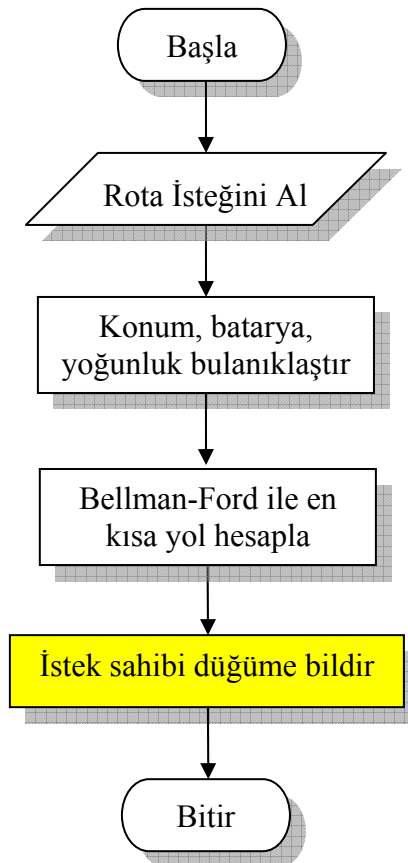 Başla
Rota İsteğini Al
Konum, batarya,
yoğunluk bulanıklaştır
Bellman-Ford ile en
kısa yol hesapla
İstek sahibi düğüme bildir
Bitir